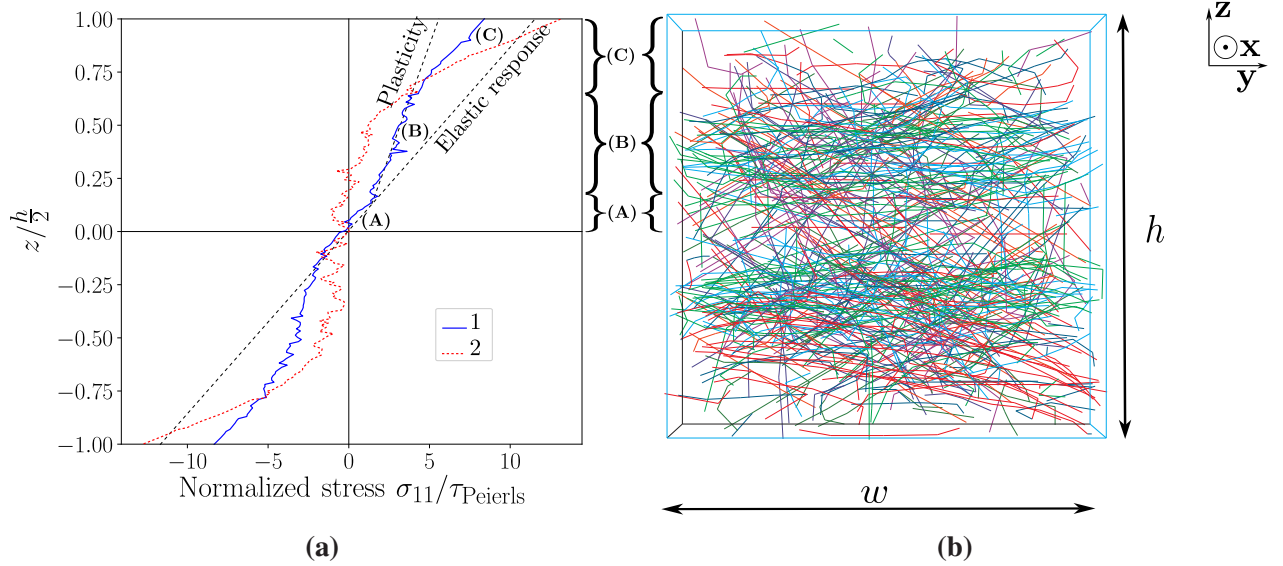 1.00
0.75
0.50
0.25
0.00
−0.25
−0.50
−0.75
−1.00
z/h/2
Plasticity
Elastic response
(C)
(B)
(A)
1
2
−10 −5 0 5 10
Normalized stress σ11/τPeierls
(a)
(C)
(B)
(A)
h
w
(b)
z
x
y